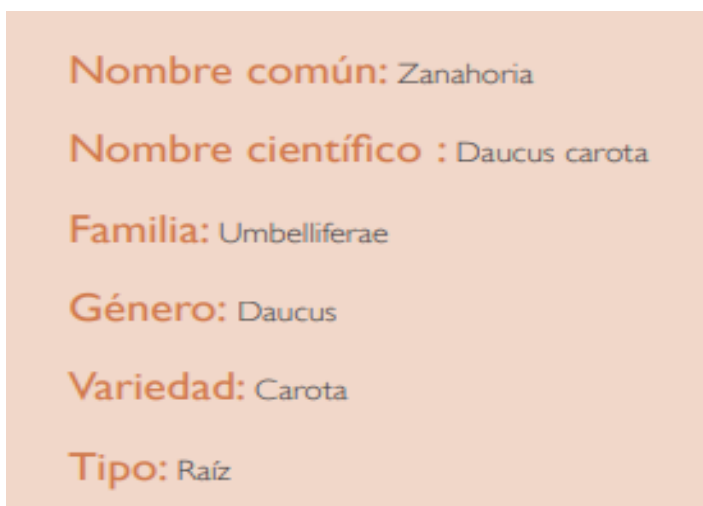 Nombre común: Zanahoria
Nombre científico : Daucus carota
Familia: Umbelliferae
Género: Daucus
Variedad: Carota
Tipo: Raíz